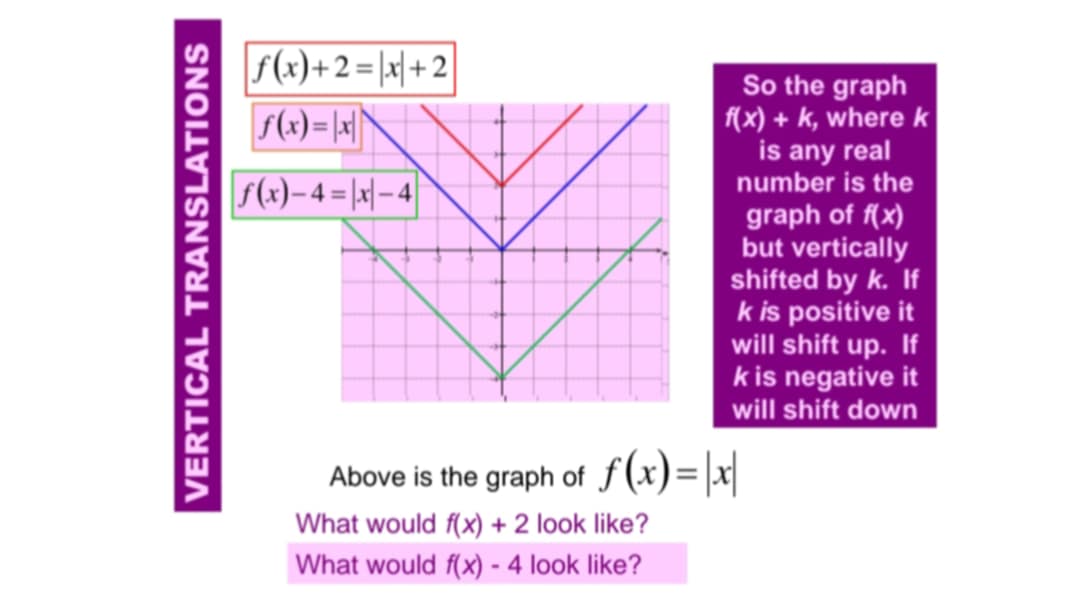 VERTICAL TRANSLATIONS
f(x)+2=|x|+2
f(x)=|x|
f(x)−4=|x|−4
So the graph
f(x) + k, where k
is any real
number is the
graph of f(x)
but vertically
shifted by k. If
k is positive it
will shift up. If
k is negative it
will shift down
Above is the graph of f(x)=|x|
What would f(x) + 2 look like?
What would f(x) - 4 look like?